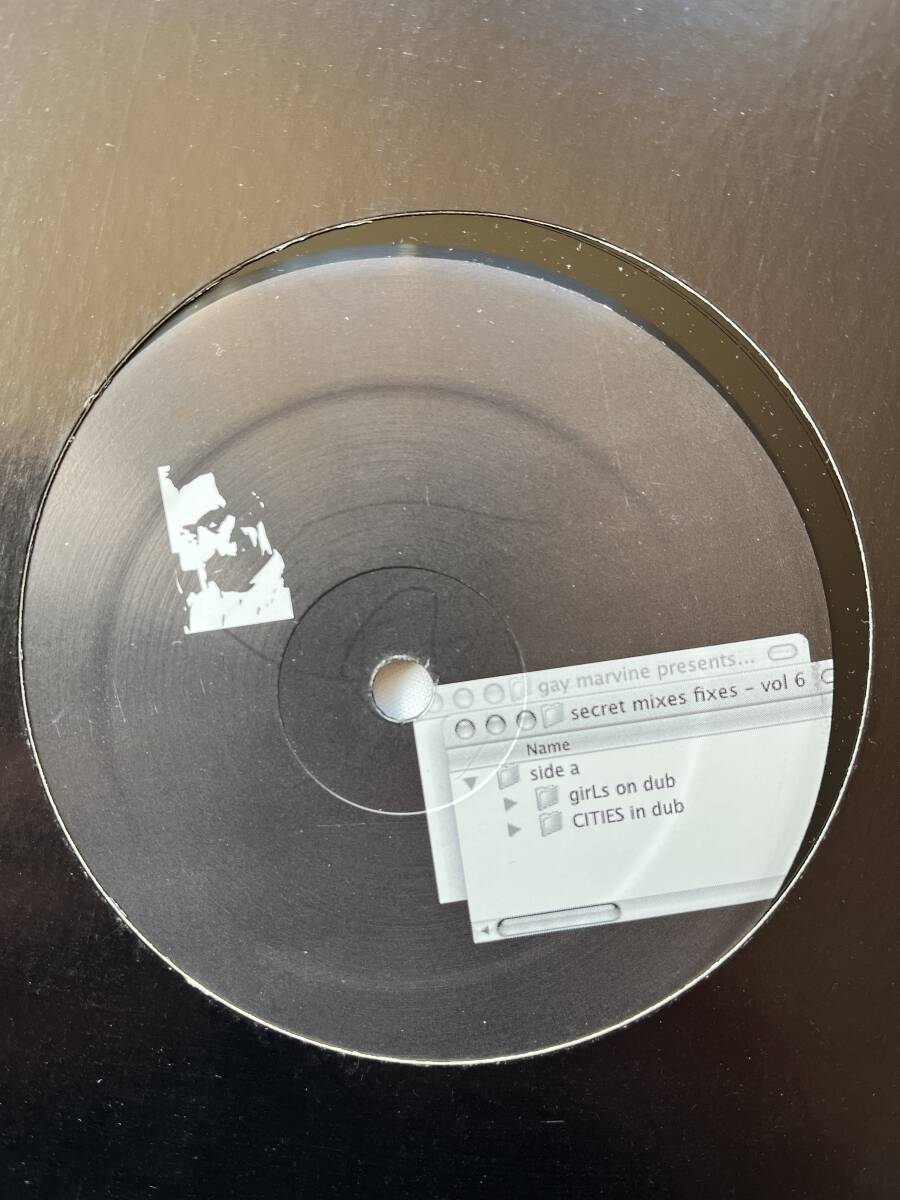 gay marvine presents...
secret mixes fixes - vol 6
Name
side a
girLs on dub
CITIES in dub